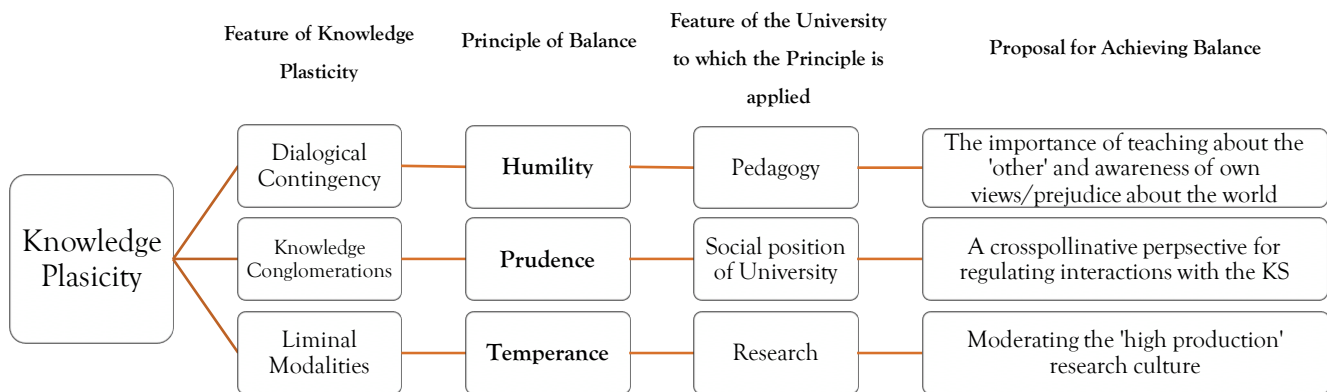 Feature of Knowledge
Plasticity
Principle of Balance
Feature of the University
to which the Principle is
applied
Proposal for Achieving Balance
Knowledge
Plasicity
Dialogical
Contingency
Humility
Pedagogy
The importance of teaching about the
'other' and awareness of own
views/prejudice about the world
Knowledge
Conglomerations
Prudence
Social position
of University
A crosspollinative perpsective for
regulating interactions with the KS
Liminal
Modalities
Temperance
Research
Moderating the 'high production'
research culture